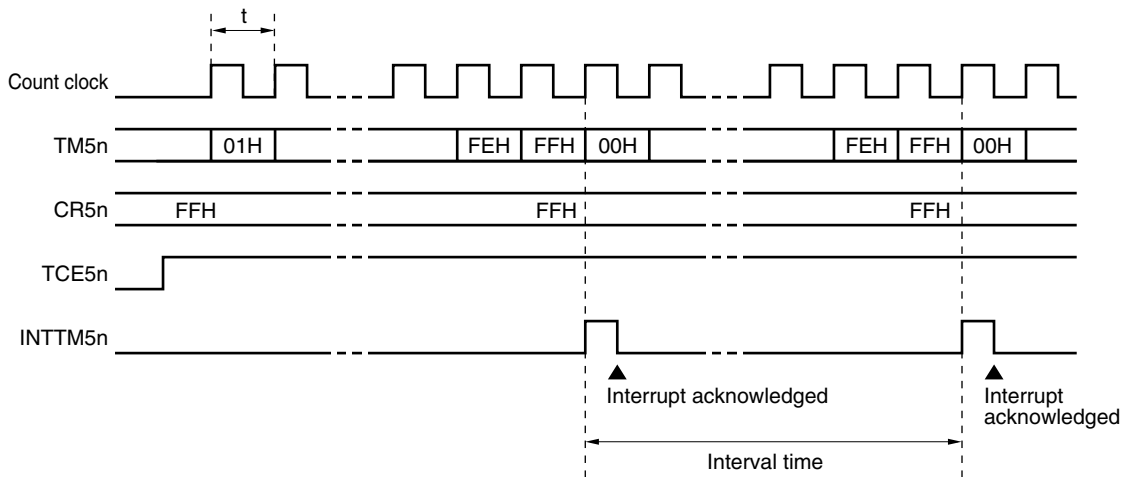 t
Count clock
TM5n 01H FEH FFH 00H FEH FFH 00H
CR5n FFH FFH FFH
TCE5n
INTTM5n
Interrupt acknowledged
Interrupt
acknowledged
Interval time